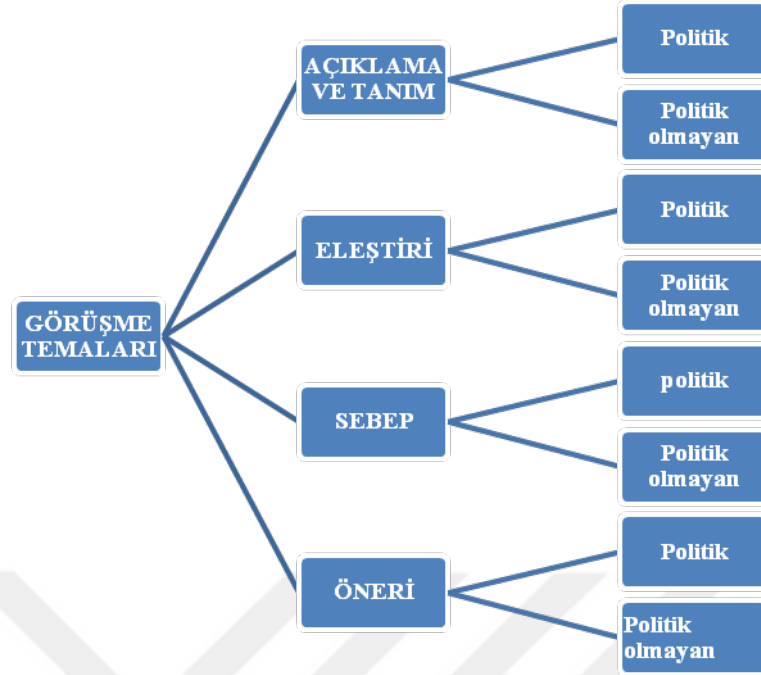 GÖRÜŞME
TEMALARI
AÇIKLAMA
VE TANIM
Politik
Politik
olmayan
ELEŞTİRİ
Politik
Politik
olmayan
SEBEP
politik
Politik
olmayan
ÖNERİ
Politik
Politik
olmayan